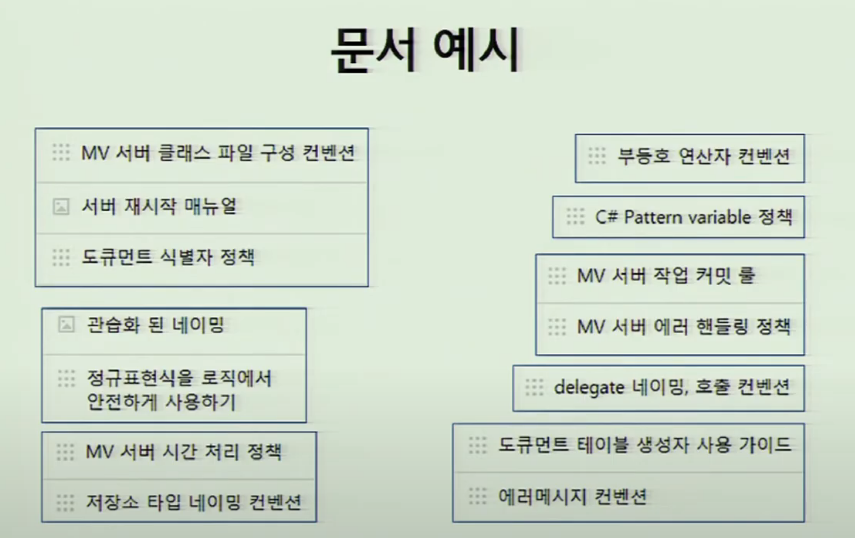 문서 예시
MV 서버 클래스 파일 구성 컨벤션
서버 재시작 매뉴얼
도큐먼트 식별자 정책
관습화 된 네이밍
정규표현식을 로직에서
안전하게 사용하기
MV 서버 시간 처리 정책
저장소 타입 네이밍 컨벤션
부등호 연산자 컨벤션
C# Pattern variable 정책
MV 서버 작업 커밋 룰
MV 서버 에러 핸들링 정책
delegate 네이밍, 호출 컨벤션
도큐먼트 테이블 생성자 사용 가이드
에러메시지 컨벤션